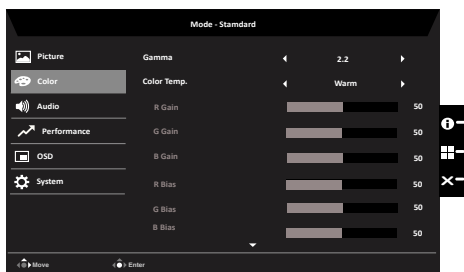 Mode - Standard
Picture
Gamma 2.2
Color
Color Temp. Warm
Audio
R Gain 50
Performance
G Gain 50
OSD
B Gain 50
System
R Bias 50
G Bias 50
B Bias 50
Move Enter